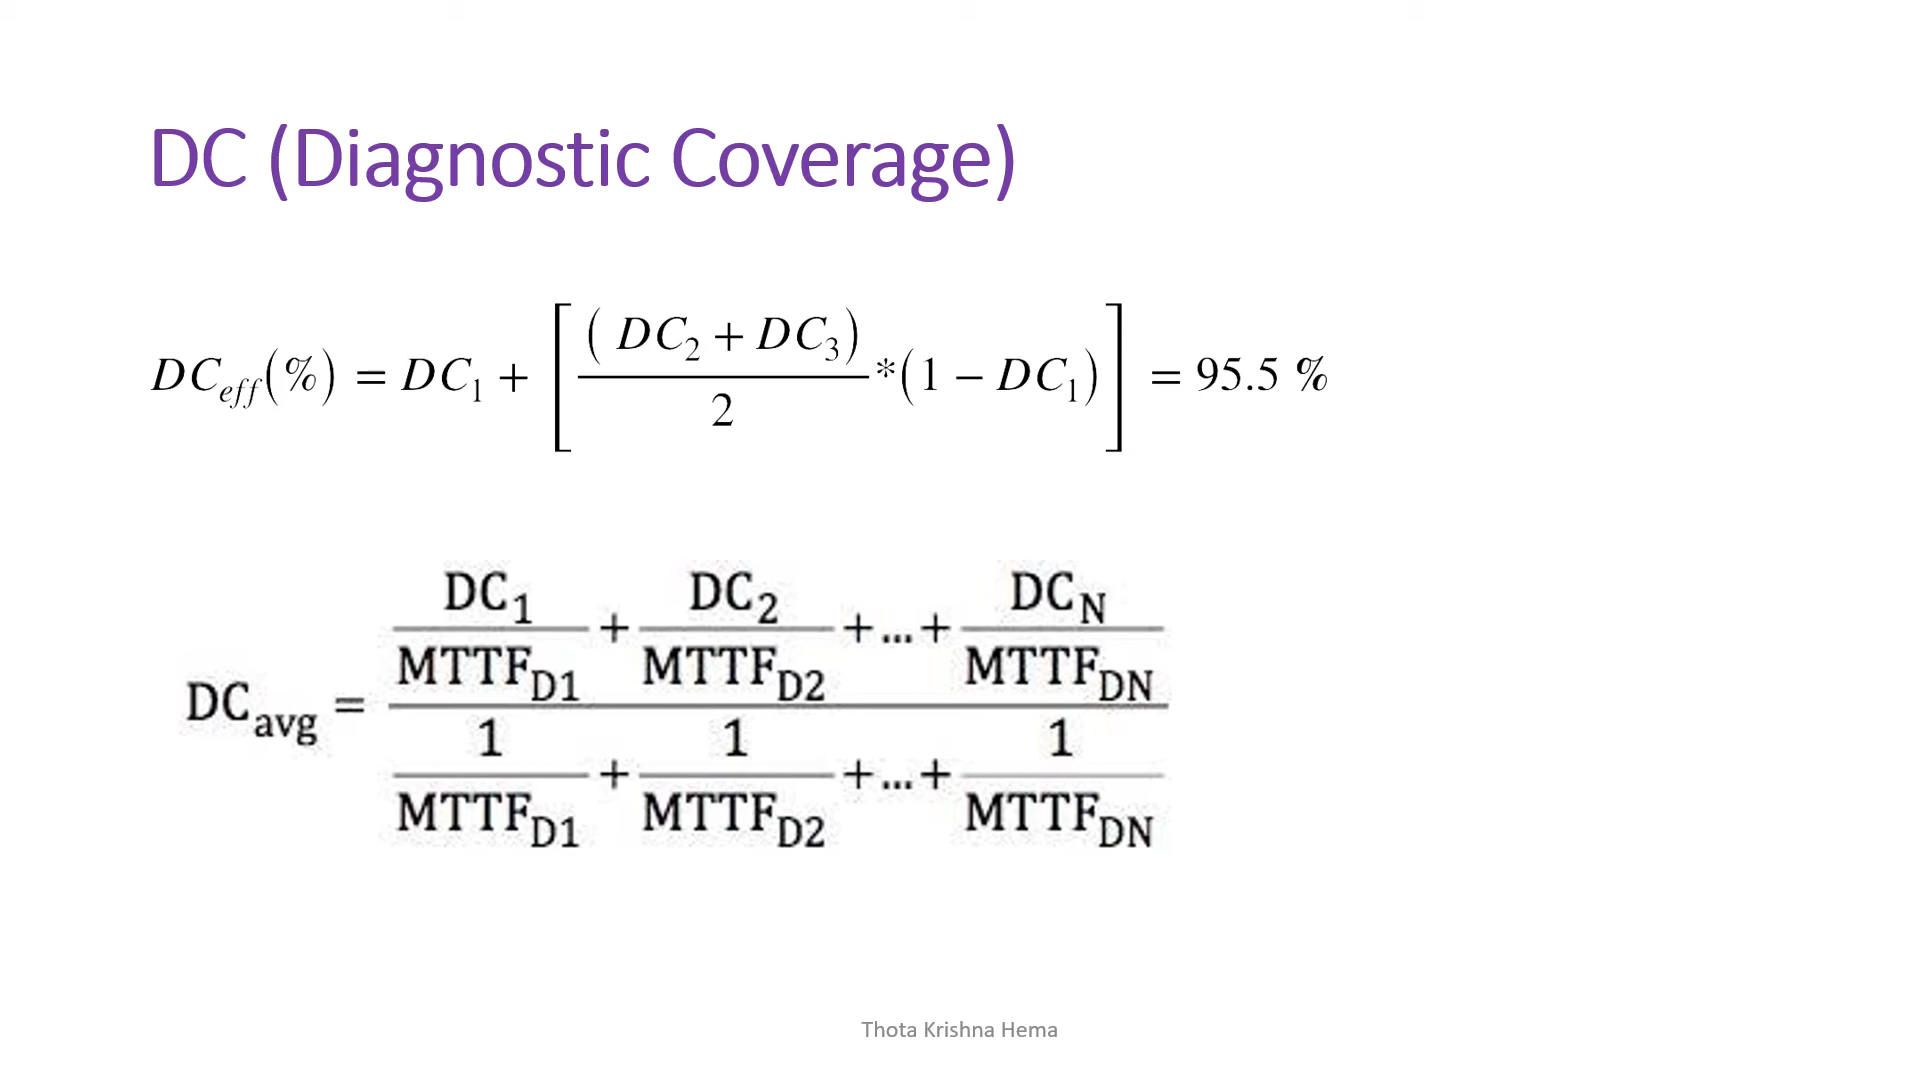 DC (Diagnostic Coverage)
DC_eff(%) = DC_1 + [ (DC_2 + DC_3) / 2 *(1 − DC_1) ] = 95.5 %
DC_avg = ( DC_1 / MTTF_D1 + DC_2 / MTTF_D2 +...+ DC_N / MTTF_DN ) / ( 1 / MTTF_D1 + 1 / MTTF_D2 +...+ 1 / MTTF_DN )
Thota Krishna Hema